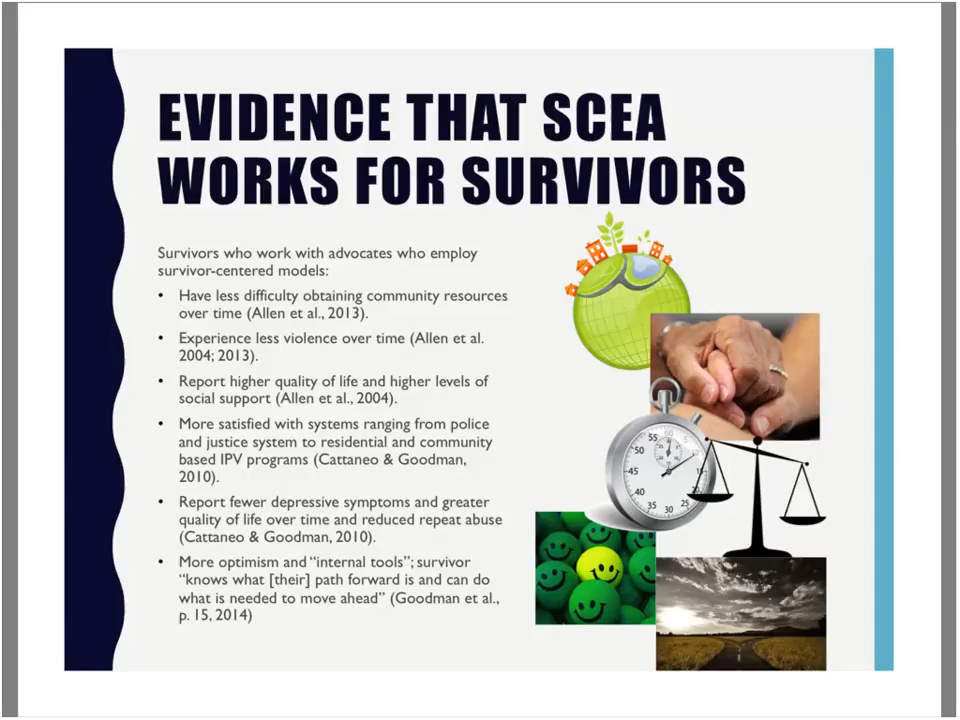 EVIDENCE THAT SCEA
WORKS FOR SURVIVORS
Survivors who work with advocates who employ
survivor-centered models:
• Have less difficulty obtaining community resources
over time (Allen et al., 2013).
• Experience less violence over time (Allen et al.
2004; 2013).
• Report higher quality of life and higher levels of
social support (Allen et al., 2004).
• More satisfied with systems ranging from police
and justice system to residential and community
based IPV programs (Cattaneo & Goodman,
2010).
• Report fewer depressive symptoms and greater
quality of life over time and reduced repeat abuse
(Cattaneo & Goodman, 2010).
• More optimism and “internal tools”; survivor
“knows what [their] path forward is and can do
what is needed to move ahead” (Goodman et al.,
p. 15, 2014)
55 60 5
50 10
45 15
40 20
35 30 25